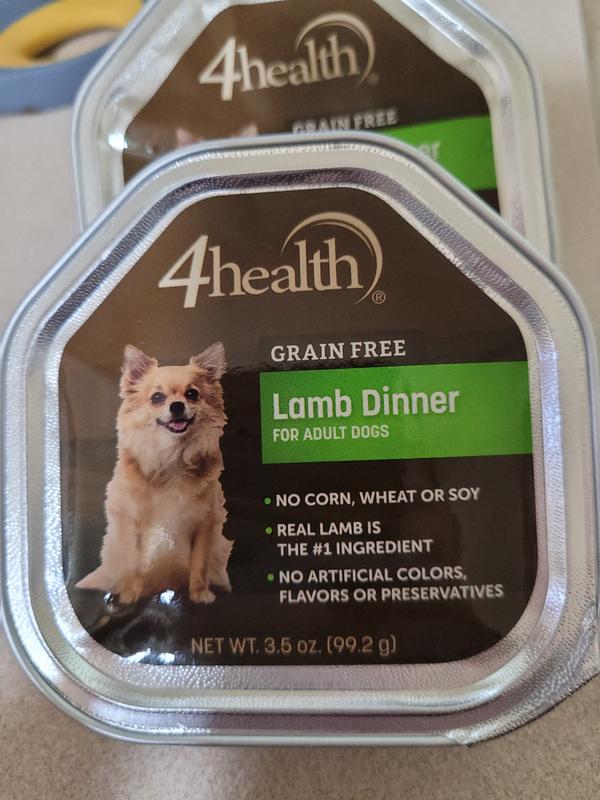 4health®
GRAIN FREE
4health®
GRAIN FREE
Lamb Dinner
FOR ADULT DOGS
• NO CORN, WHEAT OR SOY
• REAL LAMB IS
THE #1 INGREDIENT
• NO ARTIFICIAL COLORS,
FLAVORS OR PRESERVATIVES
NET WT. 3.5 oz. (99.2 g)